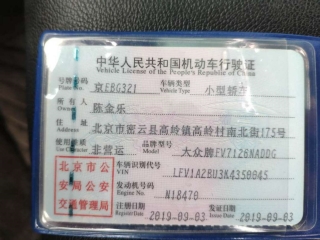 中华人民共和国机动车行驶证
Vehicle License of the People's Republic of China
号牌号码 京EBG321 车辆类型 小型轿车
Plate No. Vehicle Type
所有人 陈金乐
Owner
住址 北京市密云县高岭镇高岭村南北街175号
Address
使用性质 非营运 品牌型号 大众牌FV7126NADBG
Use Character Model
北京市公安局公安交通管理局
车辆识别代号 LFV1A2BU3K4350045
VIN
发动机号码 N18470
Engine No.
注册日期 2019-09-03 发证日期 2019-09-03
Register Date Issue Date